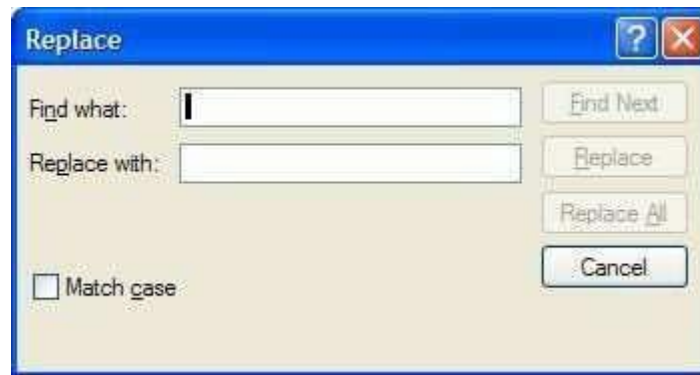 Replace
Find what:
Find Next
Replace with:
Replace
Replace All
Cancel
Match case